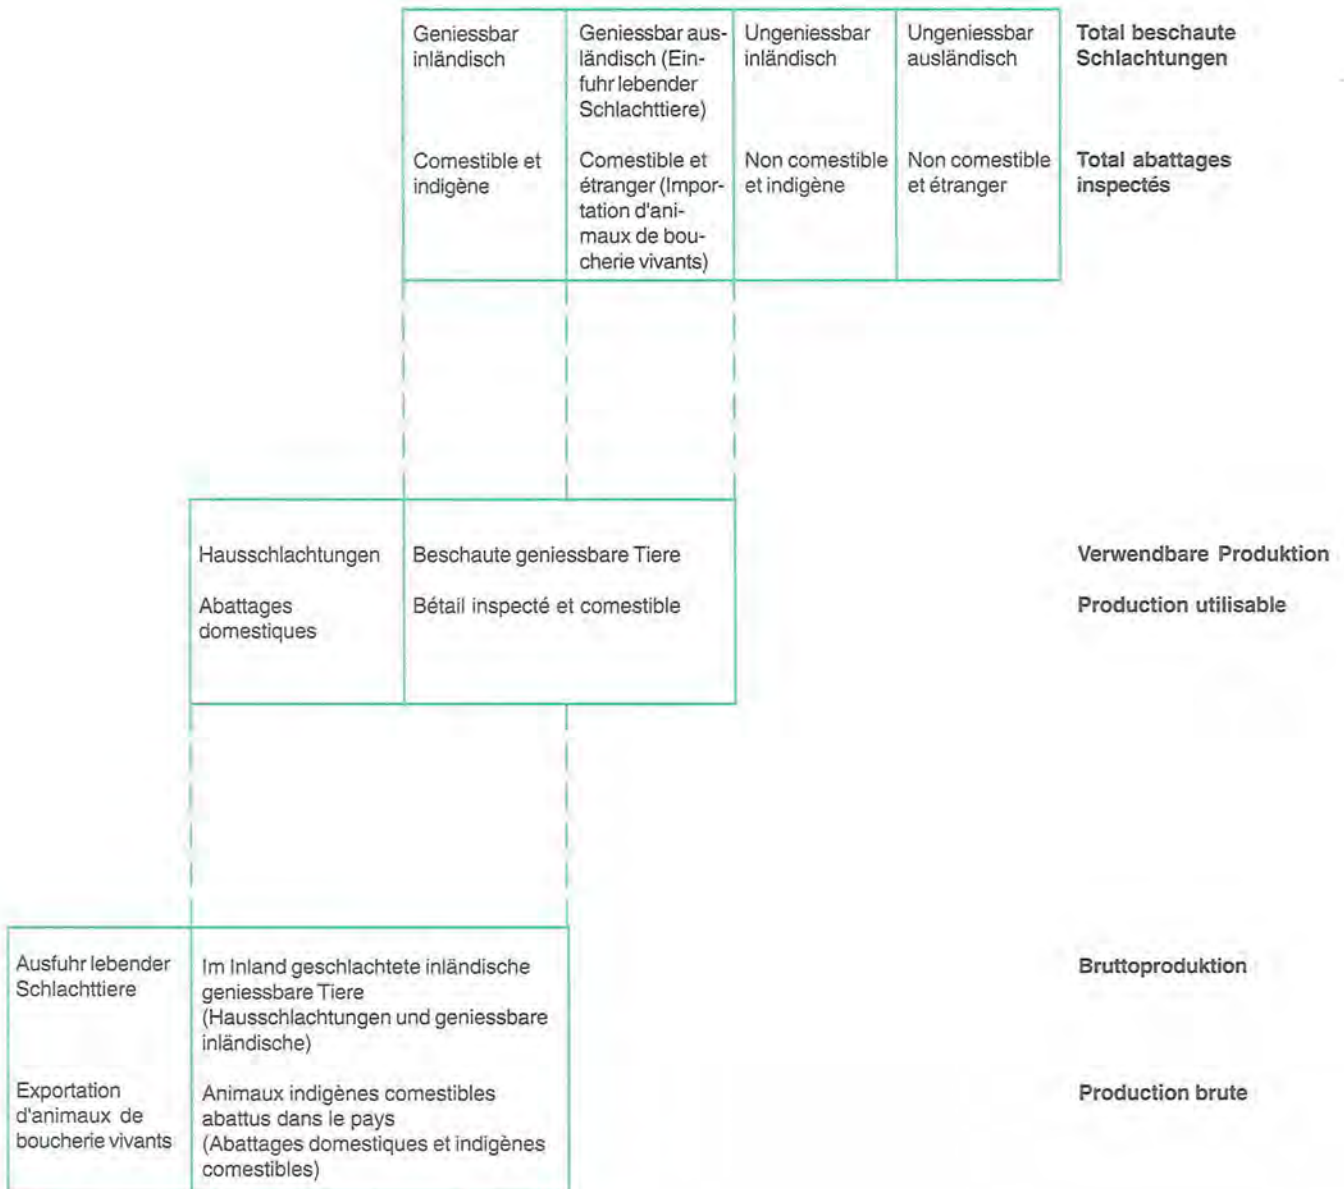 Geniessbar
inländisch
Geniessbar aus-
ländisch (Ein-
fuhr lebender
Schlachttiere)
Ungeniessbar
inländisch
Ungeniessbar
ausländisch
Total beschaute
Schlachtungen
Comestible et
indigène
Comestible et
étranger (Impor-
tation d'ani-
maux de bou-
cherie vivants)
Non comestible
et indigène
Non comestible
et étranger
Total abattages
inspectés
Hausschlachtungen
Beschaute geniessbare Tiere
Verwendbare Produktion
Abattages
domestiques
Bétail inspecté et comestible
Production utilisable
Ausfuhr lebender
Schlachttiere
Im Inland geschlachtete inländische
geniessbare Tiere
(Hausschlachtungen und geniessbare
inländische)
Bruttoproduktion
Exportation
d'animaux de
boucherie vivants
Animaux indigènes comestibles
abattus dans le pays
(Abattages domestiques et indigènes
comestibles)
Production brute